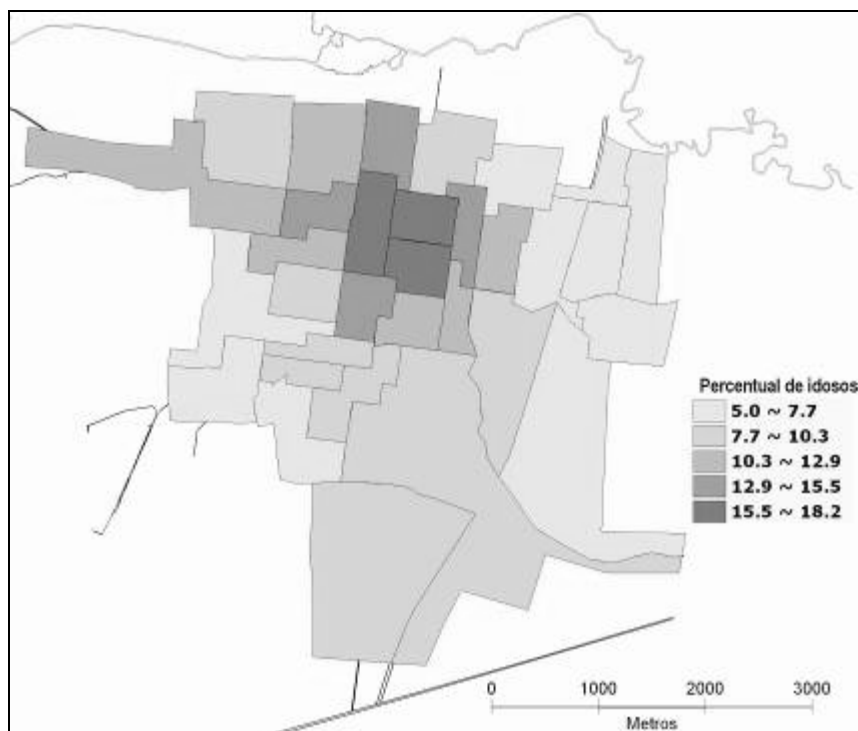 Percentual de idosos
5.0 ~ 7.7
7.7 ~ 10.3
10.3 ~ 12.9
12.9 ~ 15.5
15.5 ~ 18.2
0 1000 2000 3000
Metros